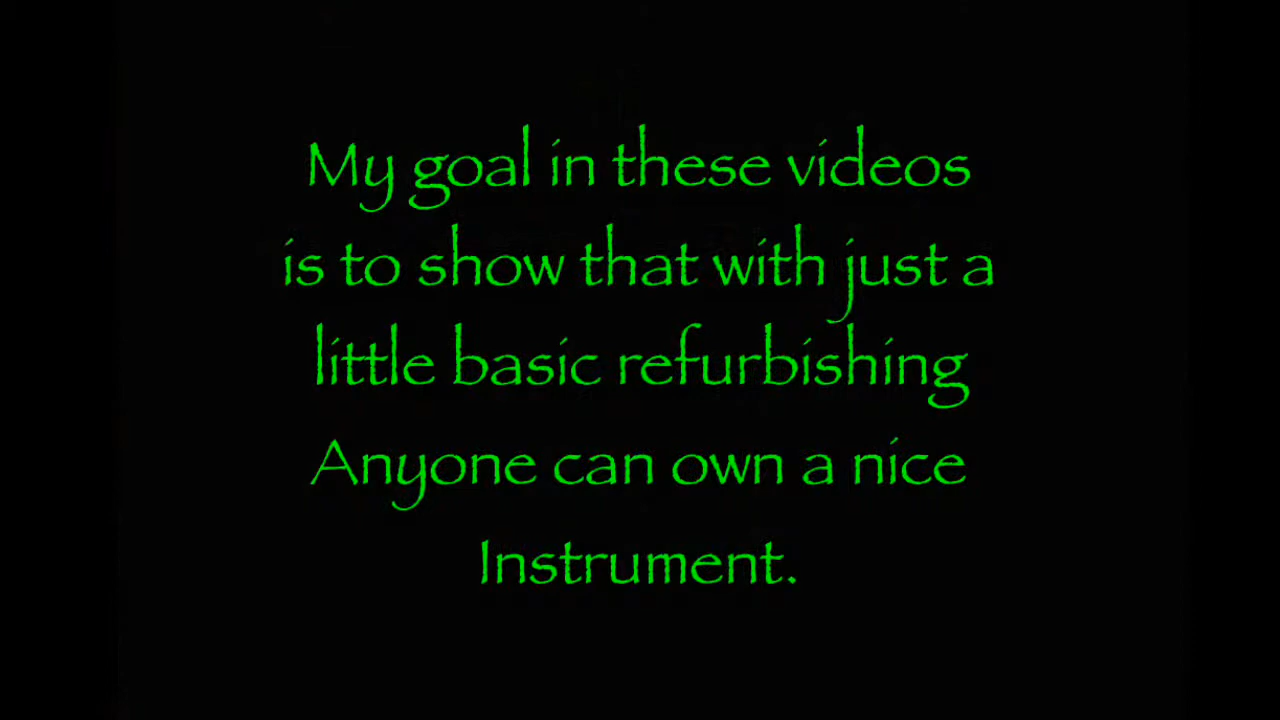 My goal in these videos
is to show that with just a
little basic refurbishing
Anyone can own a nice
Instrument.